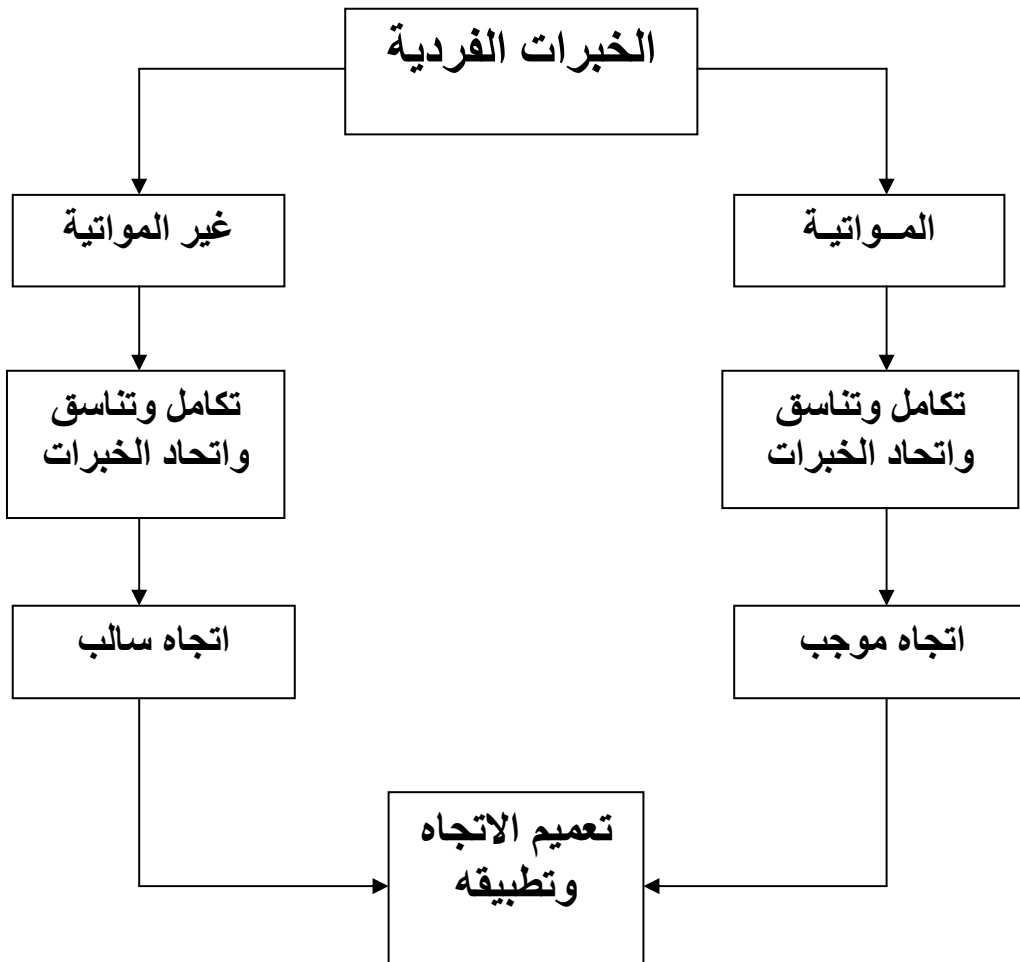 الخبرات الفردية
المـواتيـة
غير المواتية
تكامل وتناسق
واتحاد الخبرات
تكامل وتناسق
واتحاد الخبرات
اتجاه موجب
اتجاه سالب
تعميم الاتجاه
وتطبيقه